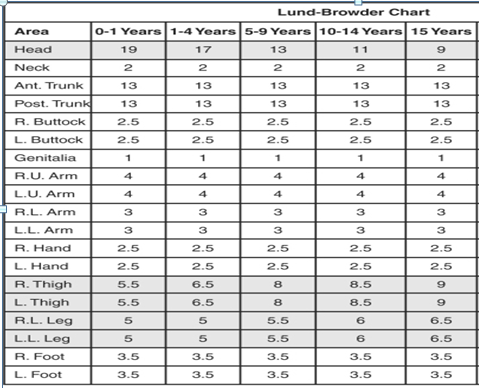 Lund-Browder Chart
Area 0-1 Years 1-4 Years 5-9 Years 10-14 Years 15 Years
Head 19 17 13 11 9
Neck 2 2 2 2 2
Ant. Trunk 13 13 13 13 13
Post. Trunk 13 13 13 13 13
R. Buttock 2.5 2.5 2.5 2.5 2.5
L. Buttock 2.5 2.5 2.5 2.5 2.5
Genitalia 1 1 1 1 1
R.U. Arm 4 4 4 4 4
L.U. Arm 4 4 4 4 4
R.L. Arm 3 3 3 3 3
L.L. Arm 3 3 3 3 3
R. Hand 2.5 2.5 2.5 2.5 2.5
L. Hand 2.5 2.5 2.5 2.5 2.5
R. Thigh 5.5 6.5 8 8.5 9
L. Thigh 5.5 6.5 8 8.5 9
R.L. Leg 5 5 5.5 6 6.5
L.L. Leg 5 5 5.5 6 6.5
R. Foot 3.5 3.5 3.5 3.5 3.5
L. Foot 3.5 3.5 3.5 3.5 3.5